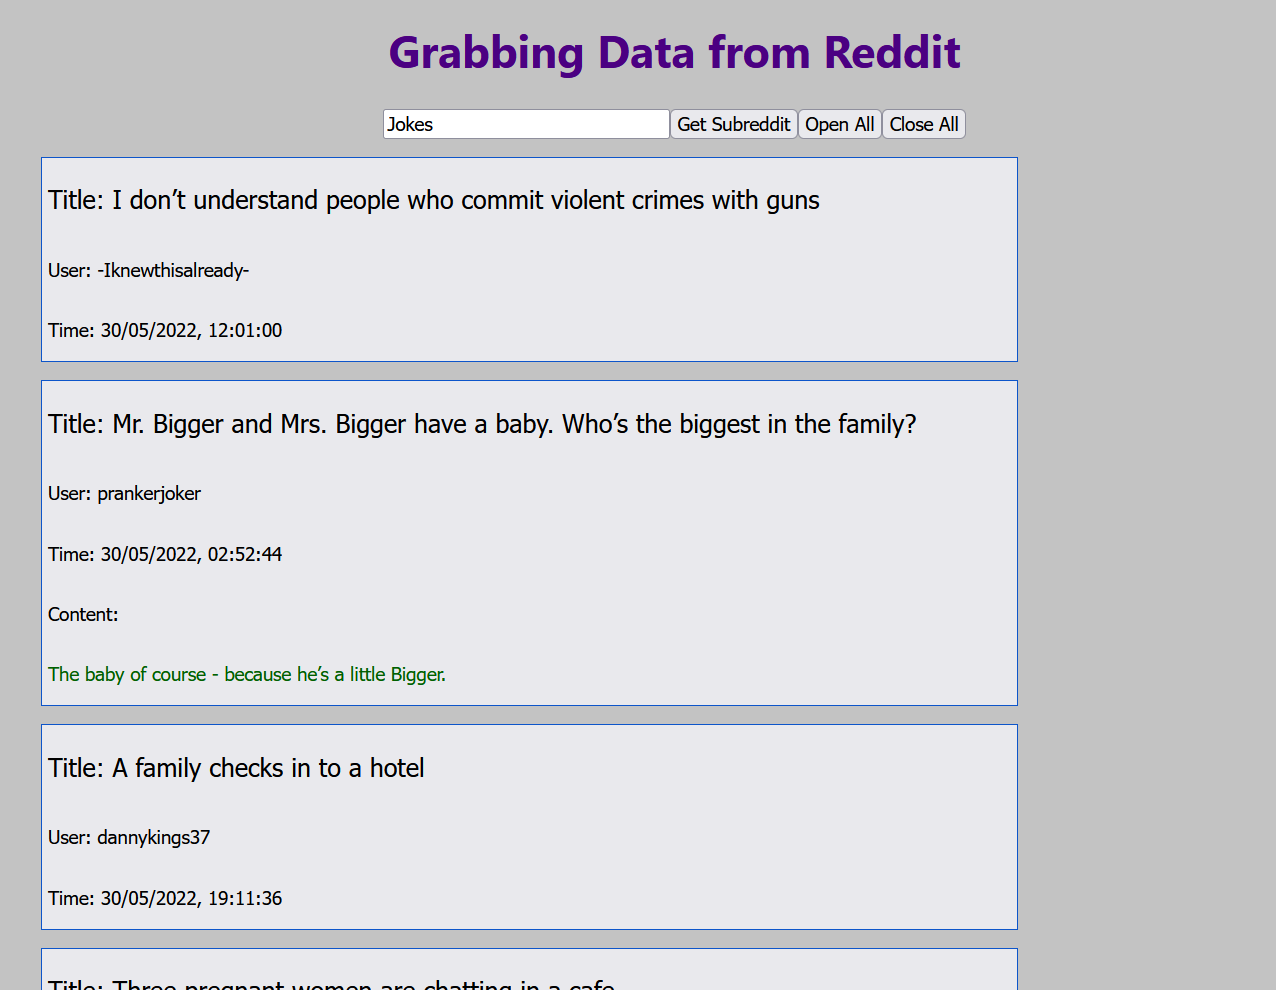 Grabbing Data from Reddit
Jokes Get Subreddit Open All Close All
Title: I don’t understand people who commit violent crimes with guns
User: -Iknewthisalready-
Time: 30/05/2022, 12:01:00
Title: Mr. Bigger and Mrs. Bigger have a baby. Who’s the biggest in the family?
User: prankerjoker
Time: 30/05/2022, 02:52:44
Content:
The baby of course - because he’s a little Bigger.
Title: A family checks in to a hotel
User: dannykings37
Time: 30/05/2022, 19:11:36
Title: Three pregnant women are chatting in a cafe